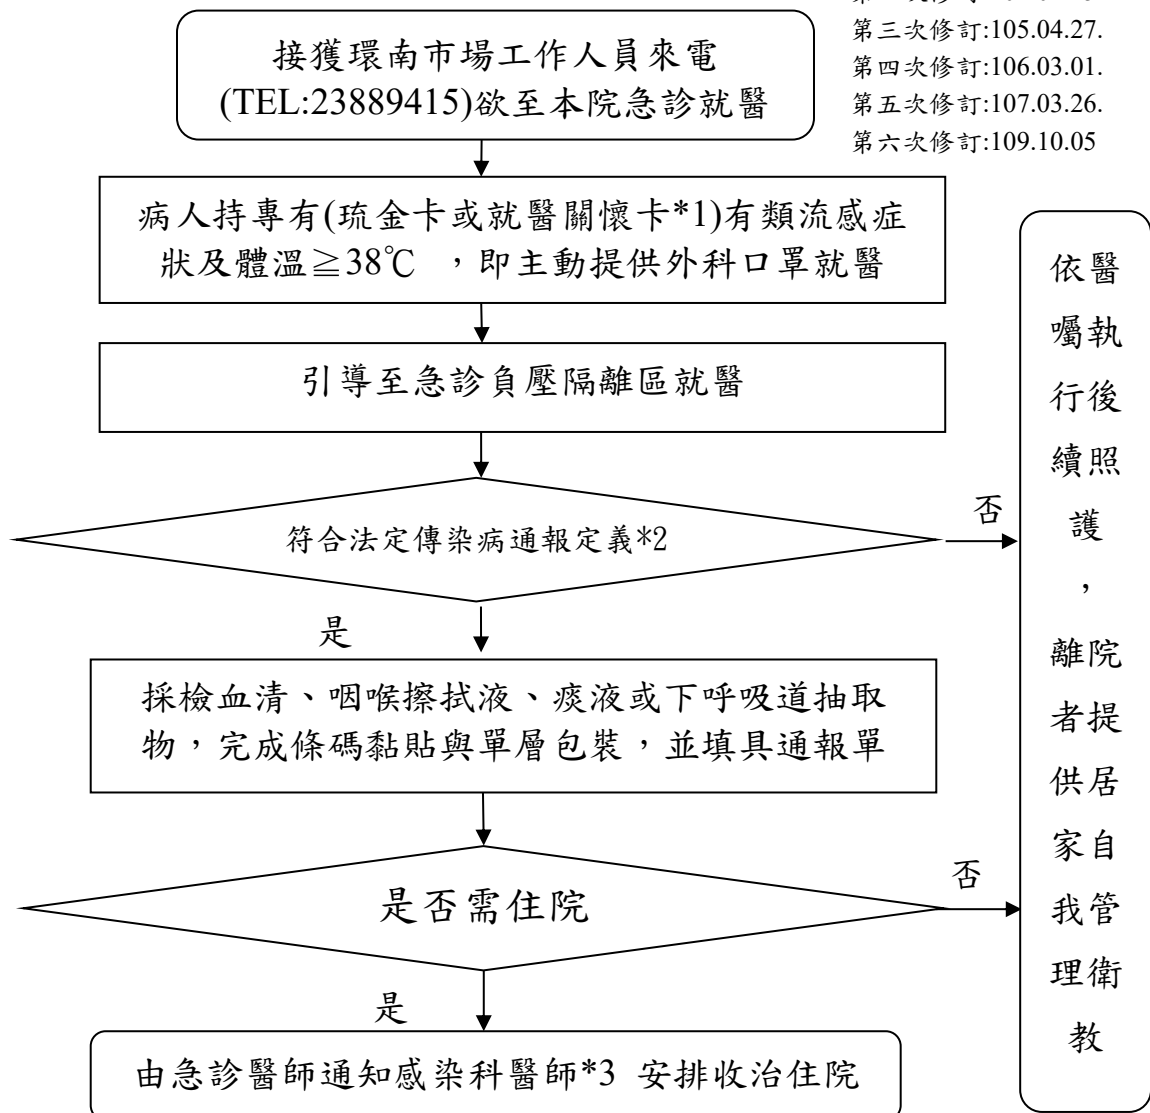 第三次修訂:105.04.27.
第四次修訂:106.03.01.
第五次修訂:107.03.26.
第六次修訂:109.10.05
接獲環南市場工作人員來電
(TEL:23889415)欲至本院急診就醫
病人持專有(琉金卡或就醫關懷卡*1)有類流感症
狀及體溫≧38℃ ，即主動提供外科口罩就醫
引導至急診負壓隔離區就醫
符合法定傳染病通報定義*2
否
是
採檢血清、咽喉擦拭液、痰液或下呼吸道抽取
物，完成條碼黏貼與單層包裝，並填具通報單
是否需住院
否
是
由急診醫師通知感染科醫師*3 安排收治住院
依醫
囑執
行後
續照
護
，
離院
者提
供居
家自
我管
理衛
教